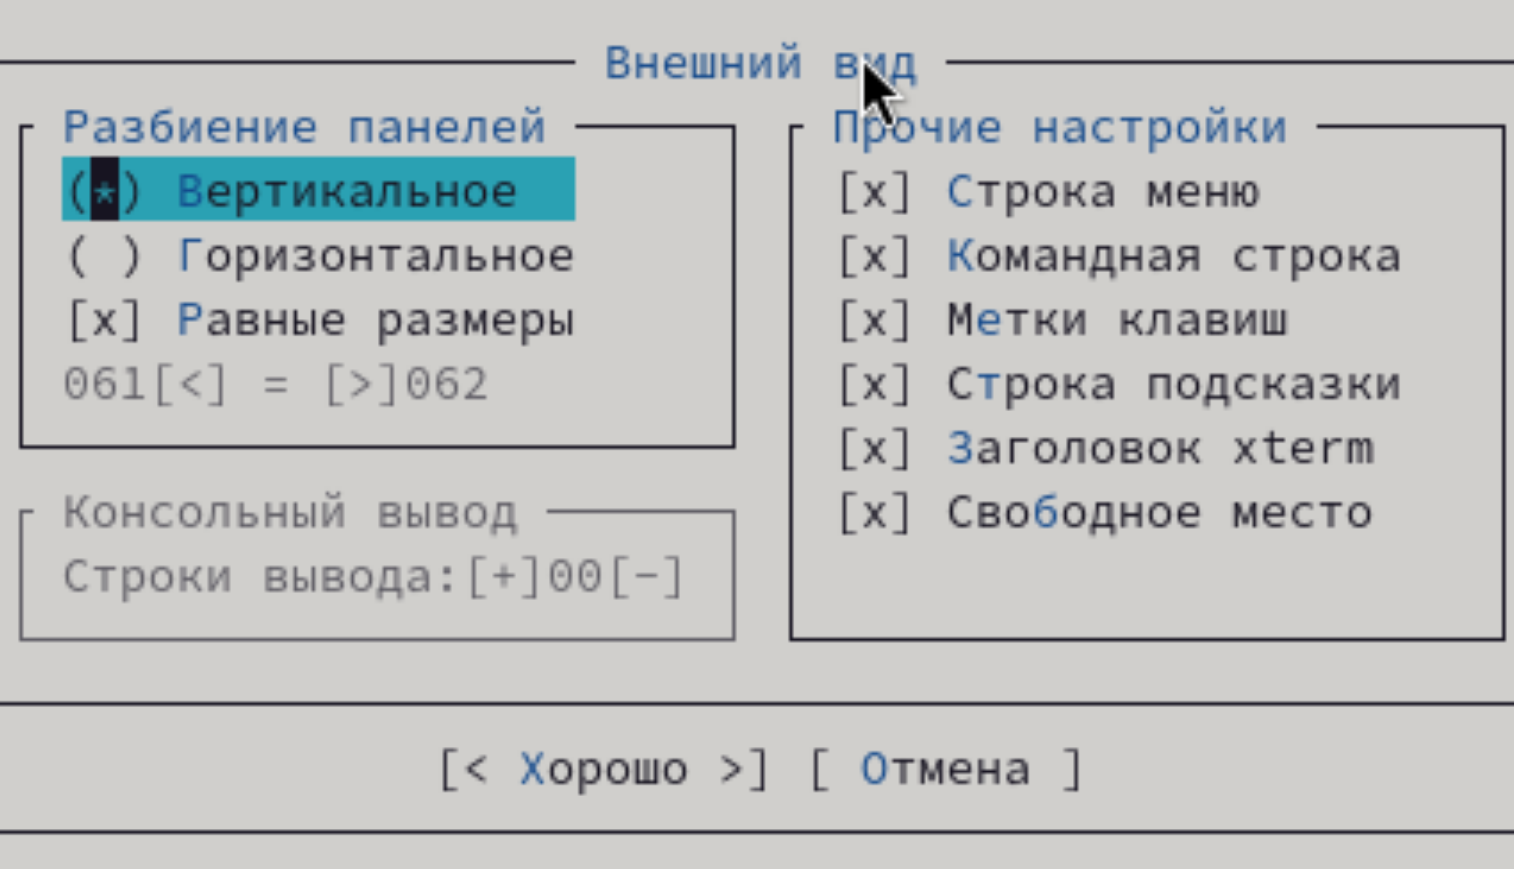 Внешний вид
Разбиение панелей
(*) Вертикальное
( ) Горизонтальное
[x] Равные размеры
061[<] = [>]062
Консольный вывод
Строки вывода:[+]00[-]
Прочие настройки
[x] Строка меню
[x] Командная строка
[x] Метки клавиш
[x] Строка подсказки
[x] Заголовок xterm
[x] Свободное место
[< Хорошо >] [ Отмена ]